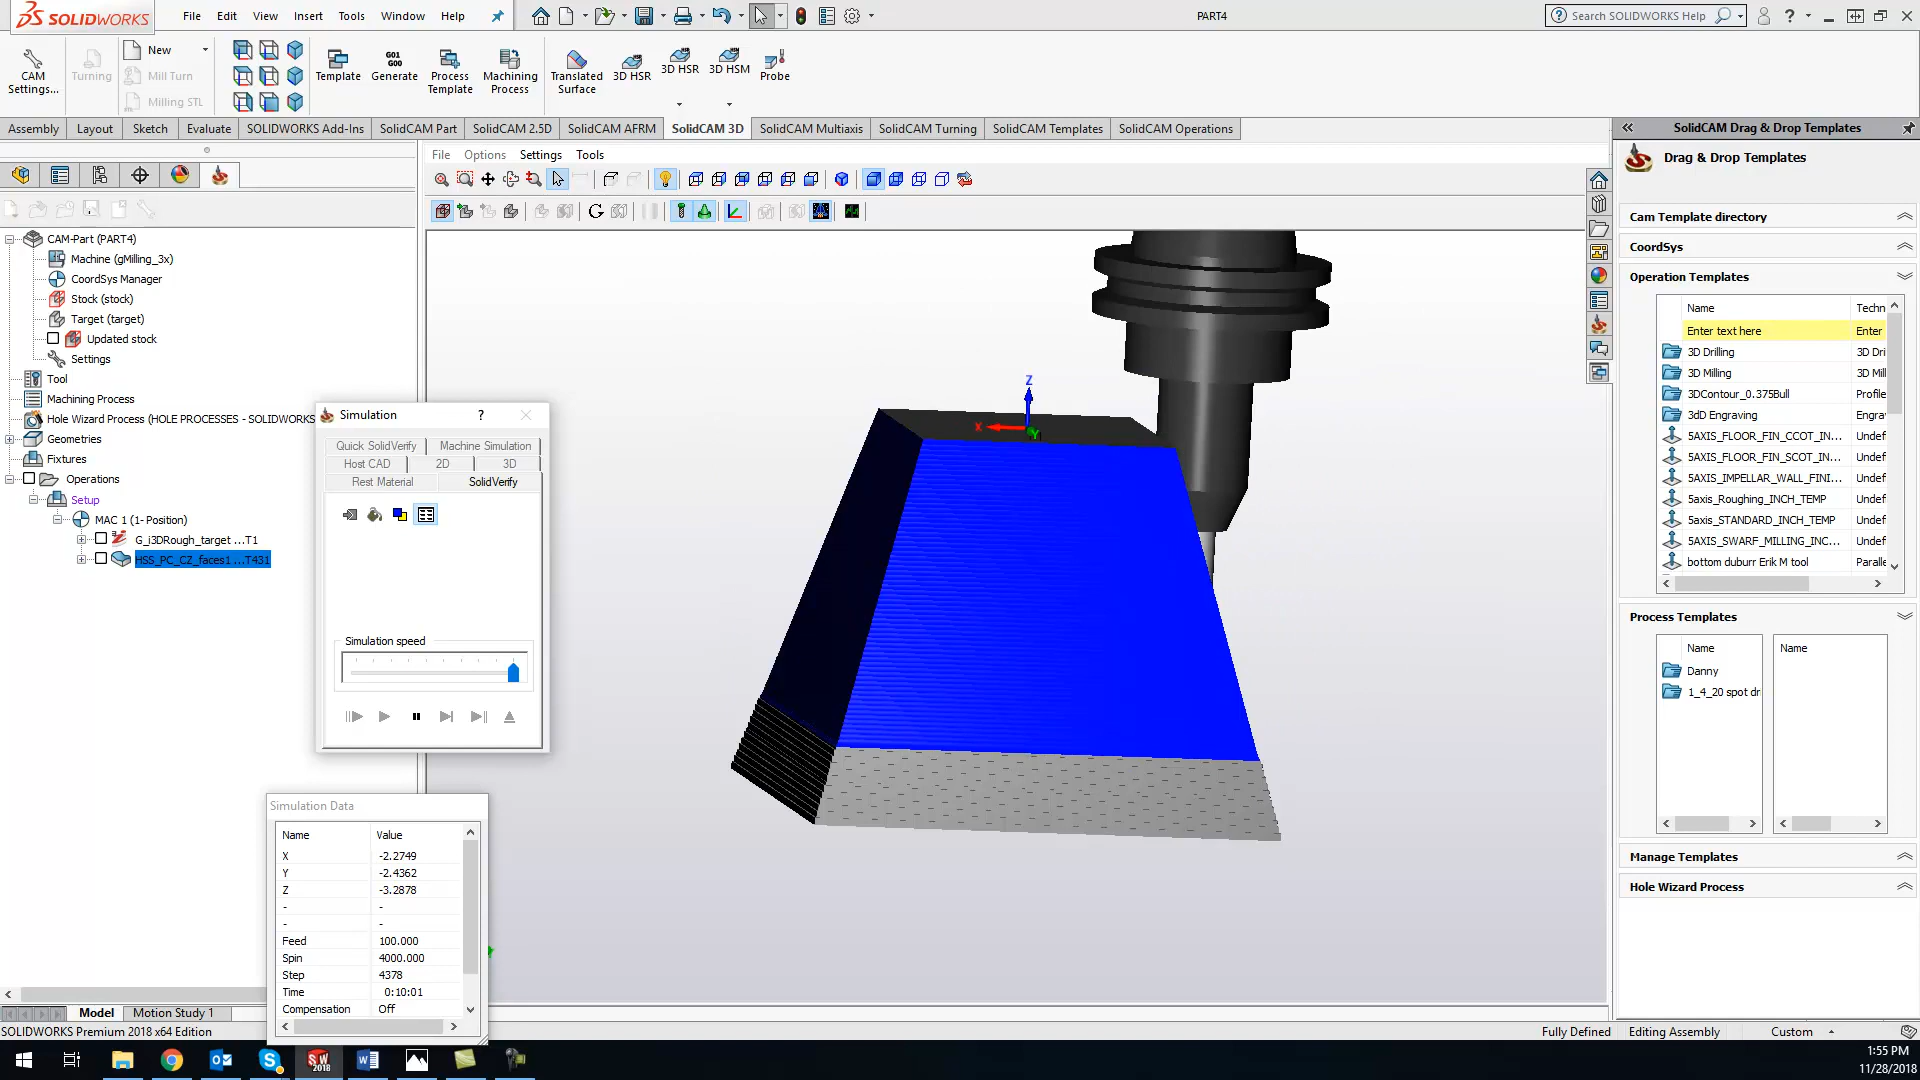 SOLIDWORKS
File Edit View Insert Tools Window Help
PART4
Search SOLIDWORKS Help
CAM Settings...
Turning
New
Mill Turn
Milling STL
Template
G01 G00 Generate
Process Template
Machining Process
Translated Surface
3D HSR
3D HSR
3D HSM
Probe
Assembly Layout Sketch Evaluate SOLIDWORKS Add-Ins SolidCAM Part SolidCAM 2.5D SolidCAM AFRM SolidCAM 3D SolidCAM Multiaxis SolidCAM Turning SolidCAM Templates SolidCAM Operations
File Options Settings Tools
CAM-Part (PART4)
Machine (gMilling_3x)
CoordSys Manager
Stock (stock)
Target (target)
Updated stock
Settings
Tool
Machining Process
Hole Wizard Process (HOLE PROCESSES - SOLIDWORKS
Geometries
Fixtures
Operations
Setup
MAC 1 (1- Position)
G_i3DRough_target ...T1
HSS_PC_CZ_faces1 ...T431
Simulation ?
Quick SolidVerify Machine Simulation
Host CAD 2D 3D
Rest Material SolidVerify
Simulation speed
Simulation Data
Name Value
X -2.2749
Y -2.4362
Z -3.2878
- -
- -
Feed 100.000
Spin 4000.000
Step 4378
Time 0:10:01
Compensation Off
Z
X
Y
SolidCAM Drag & Drop Templates
Drag & Drop Templates
Cam Template directory
CoordSys
Operation Templates
Name Techn
Enter text here Enter
3D Drilling 3D Dri
3D Milling 3D Mill
3DContour_0.375Bull Profile
3dD Engraving Engrav
5AXIS_FLOOR_FIN_CCOT_IN... Undef
5AXIS_FLOOR_FIN_SCOT_IN... Undef
5AXIS_IMPELLAR_WALL_FINI... Undef
5axis_Roughing_INCH_TEMP Undef
5axis_STANDARD_INCH_TEMP Undef
5AXIS_SWARF_MILLING_INC... Undef
bottom duburr Erik M tool Paralle
Process Templates
Name Name
Danny
1_4_20 spot dr
Manage Templates
Hole Wizard Process
Model Motion Study 1
SOLIDWORKS Premium 2018 x64 Edition
Fully Defined Editing Assembly Custom
1:55 PM
11/28/2018